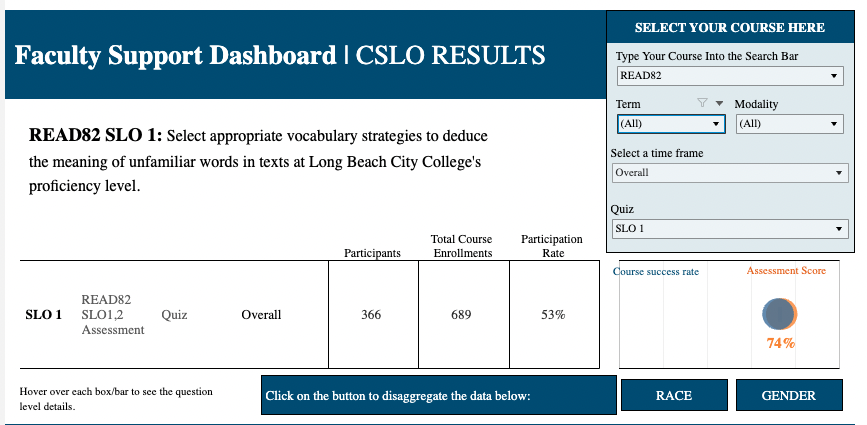 SELECT YOUR COURSE HERE
Faculty Support Dashboard | CSLO RESULTS
Type Your Course Into the Search Bar
READ82
Term
Modality
(All)
(All)
Select a time frame
Overall
Quiz
SLO 1
READ82 SLO 1: Select appropriate vocabulary strategies to deduce
the meaning of unfamiliar words in texts at Long Beach City College's
proficiency level.
Participants
Total Course
Enrollments
Participation
Rate
SLO 1
READ82
SLO1,2
Assessment
Quiz
Overall
366
689
53%
Course success rate
Assessment Score
74%
Hover over each box/bar to see the question
level details.
Click on the button to disaggregate the data below:
RACE
GENDER